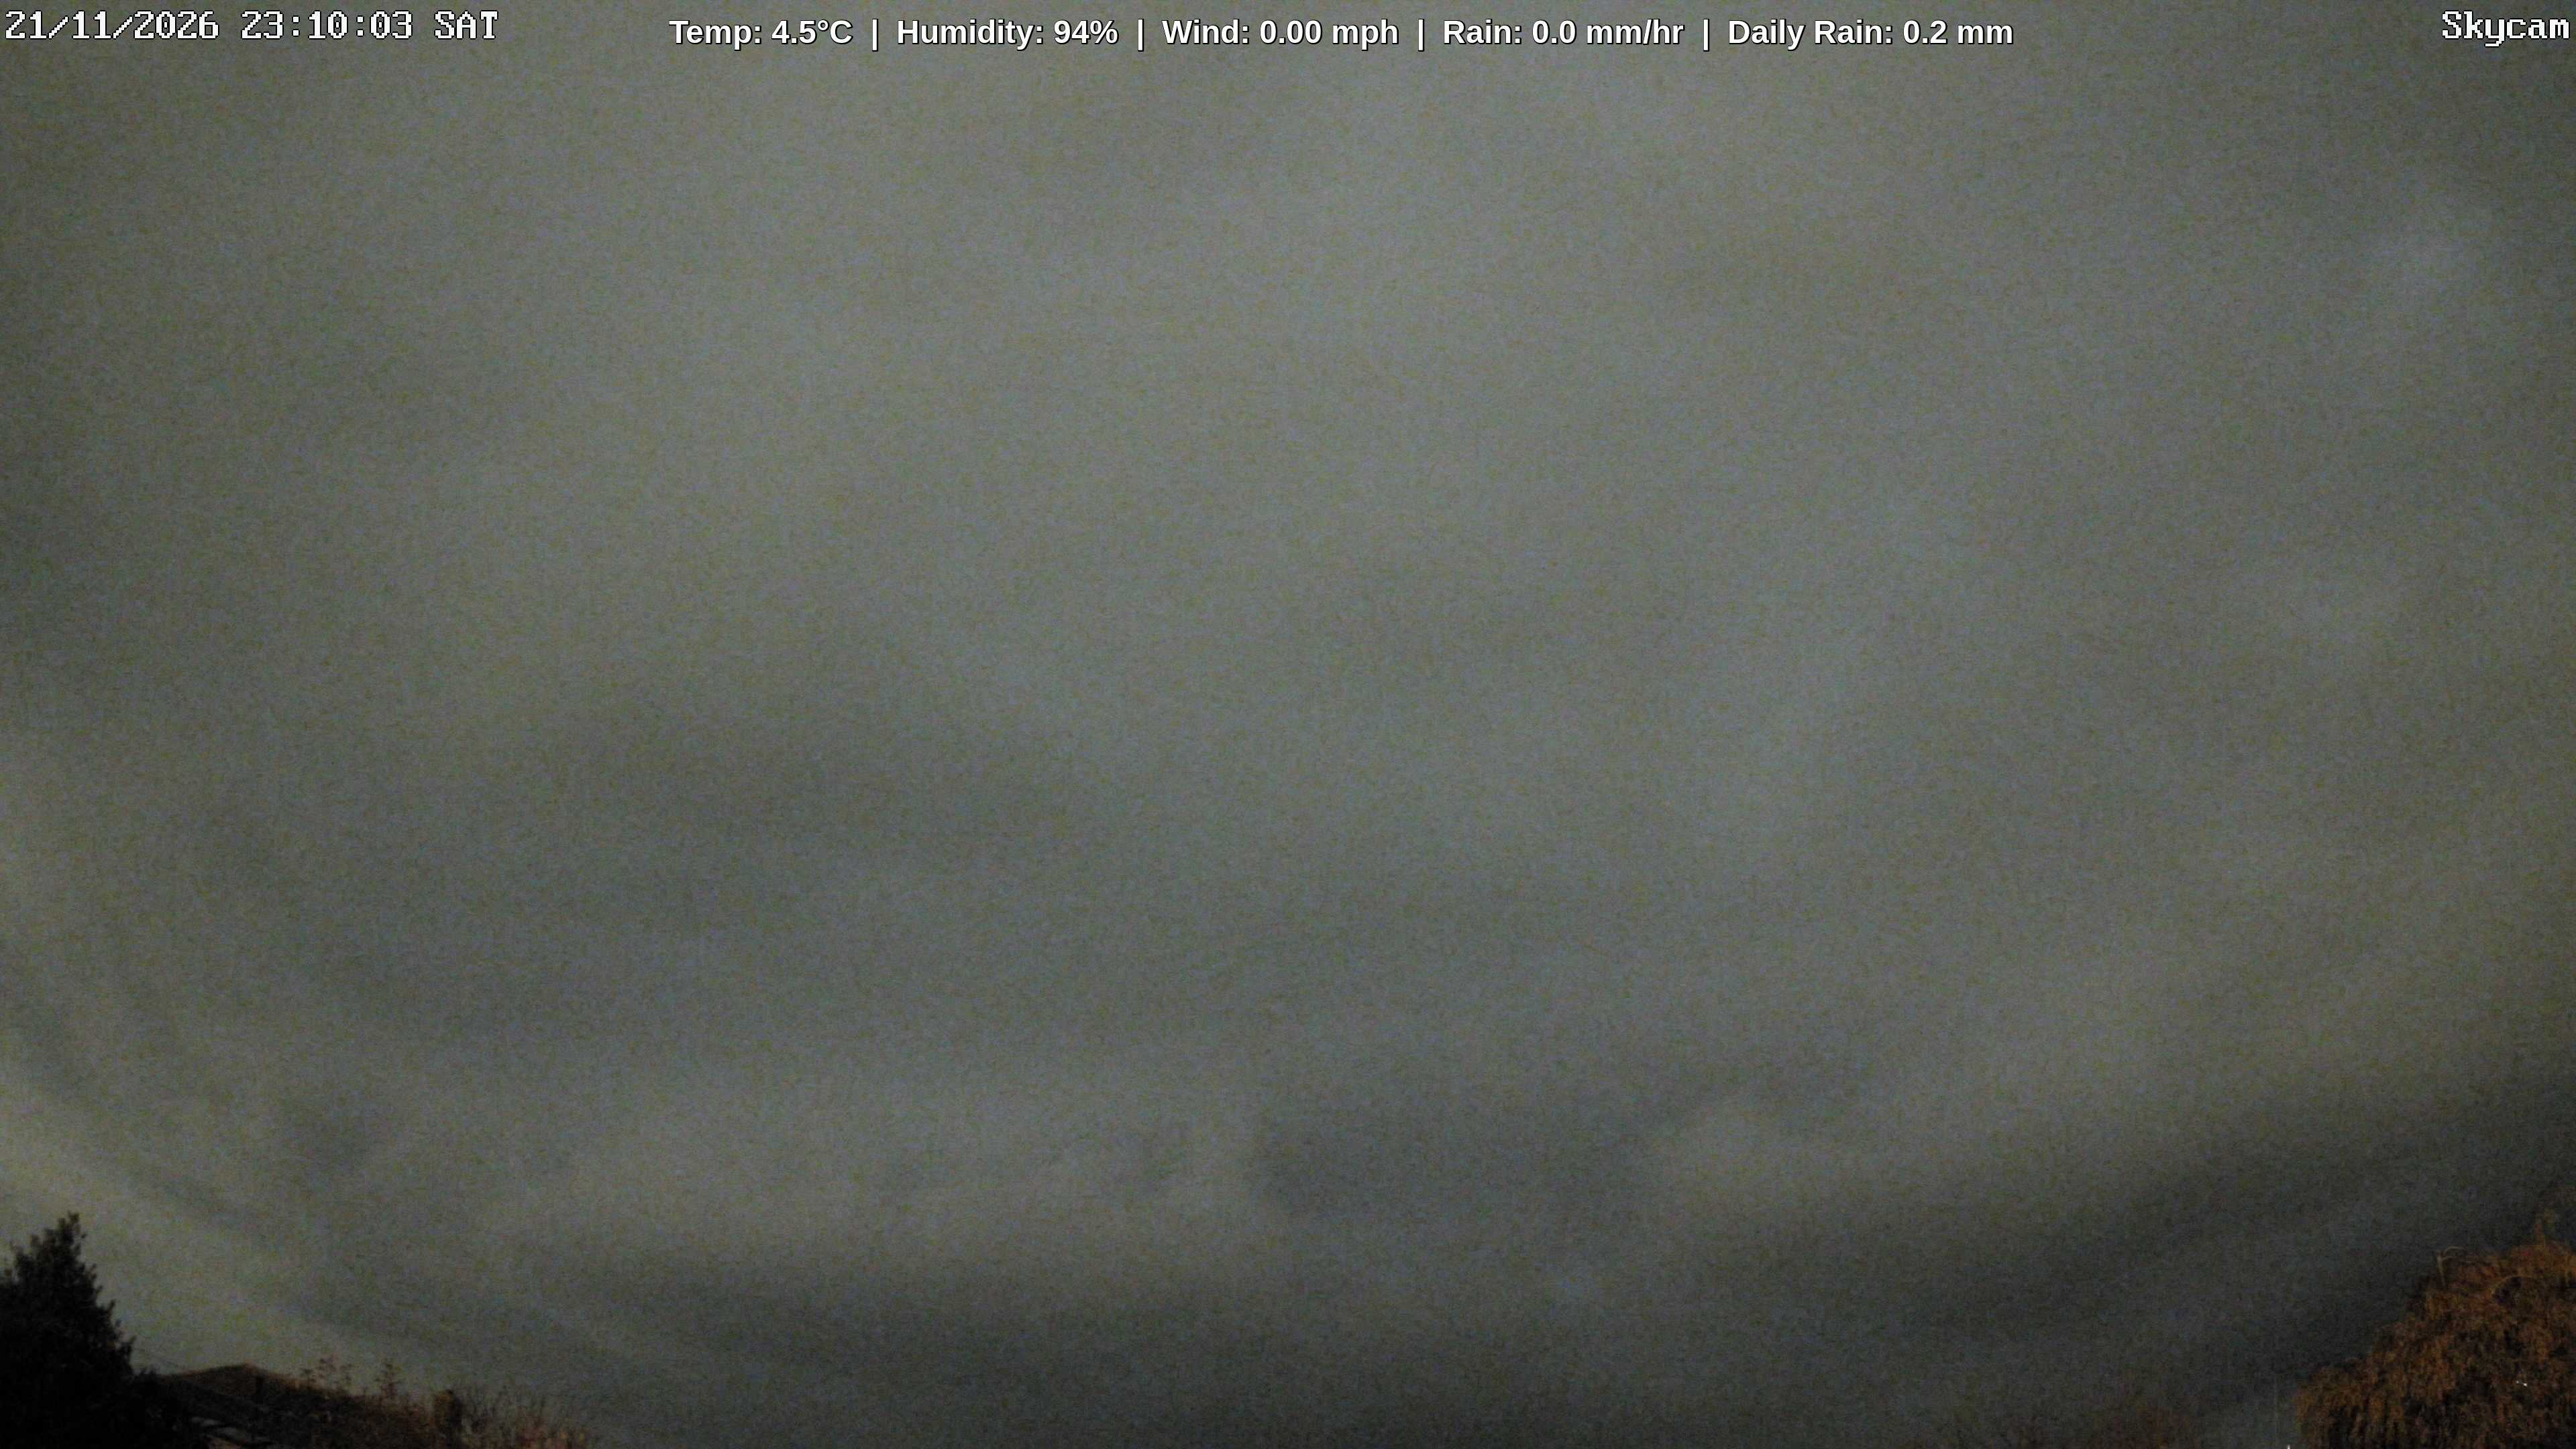 21/11/2026 23:10:03 SAT
Temp: 4.5°C | Humidity: 94% | Wind: 0.00 mph | Rain: 0.0 mm/hr | Daily Rain: 0.2 mm
Skycam